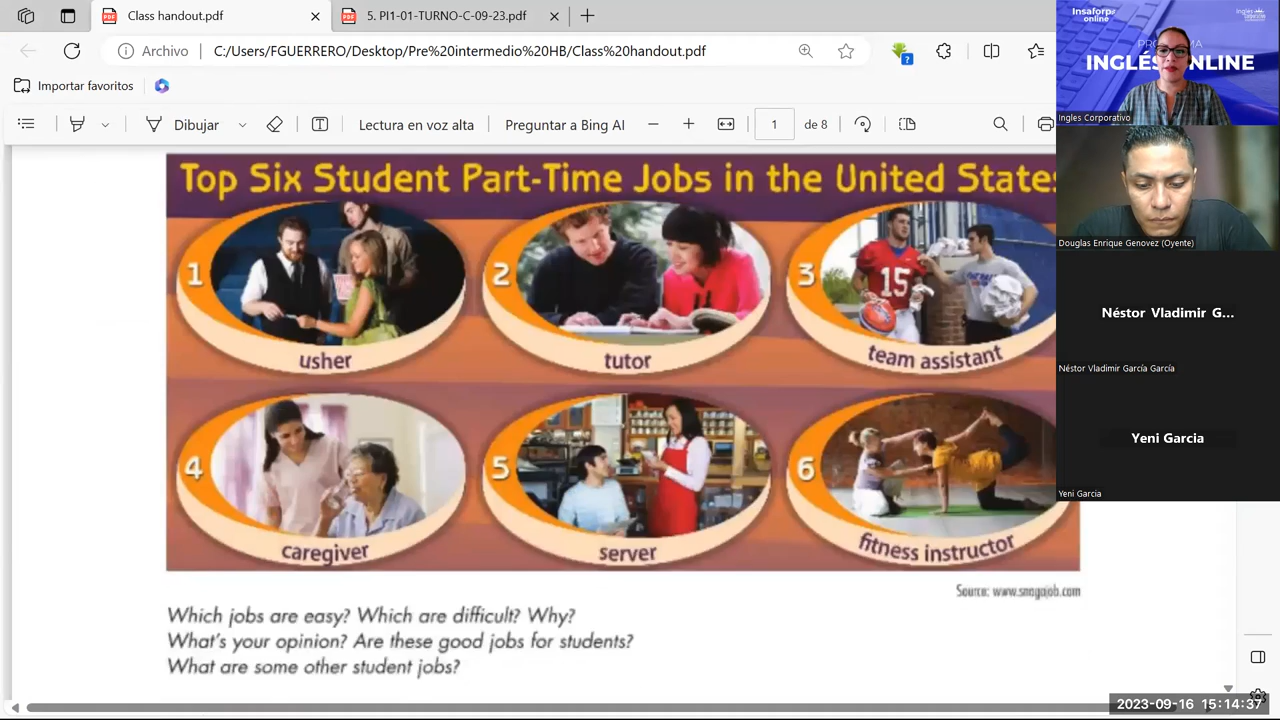 Class handout.pdf
5. 111-01-TURNO-C-09-23.pdf
Archivo
C:/Users/FGUERRERO/Desktop/Pre%20intermedio%20HB/Class%20handout.pdf
Importar favoritos
Dibujar
Lectura en voz alta
Preguntar a Bing AI
1
de 8
Top Six Student Part-Time Jobs in the United States
1
usher
2
tutor
3
15
team assistant
4
caregiver
5
server
6
fitness instructor
Source: www.snagajob.com
Which jobs are easy? Which are difficult? Why?
What's your opinion? Are these good jobs for students?
What are some other student jobs?
Insaforp
online
INGLÉS ONLINE
Ingles Corporativo
Douglas Enrique Genovez (Oyente)
Néstor Vladimir G...
Néstor Vladimir García García
Yeni Garcia
Yeni Garcia
2023-09-16 15:14:37